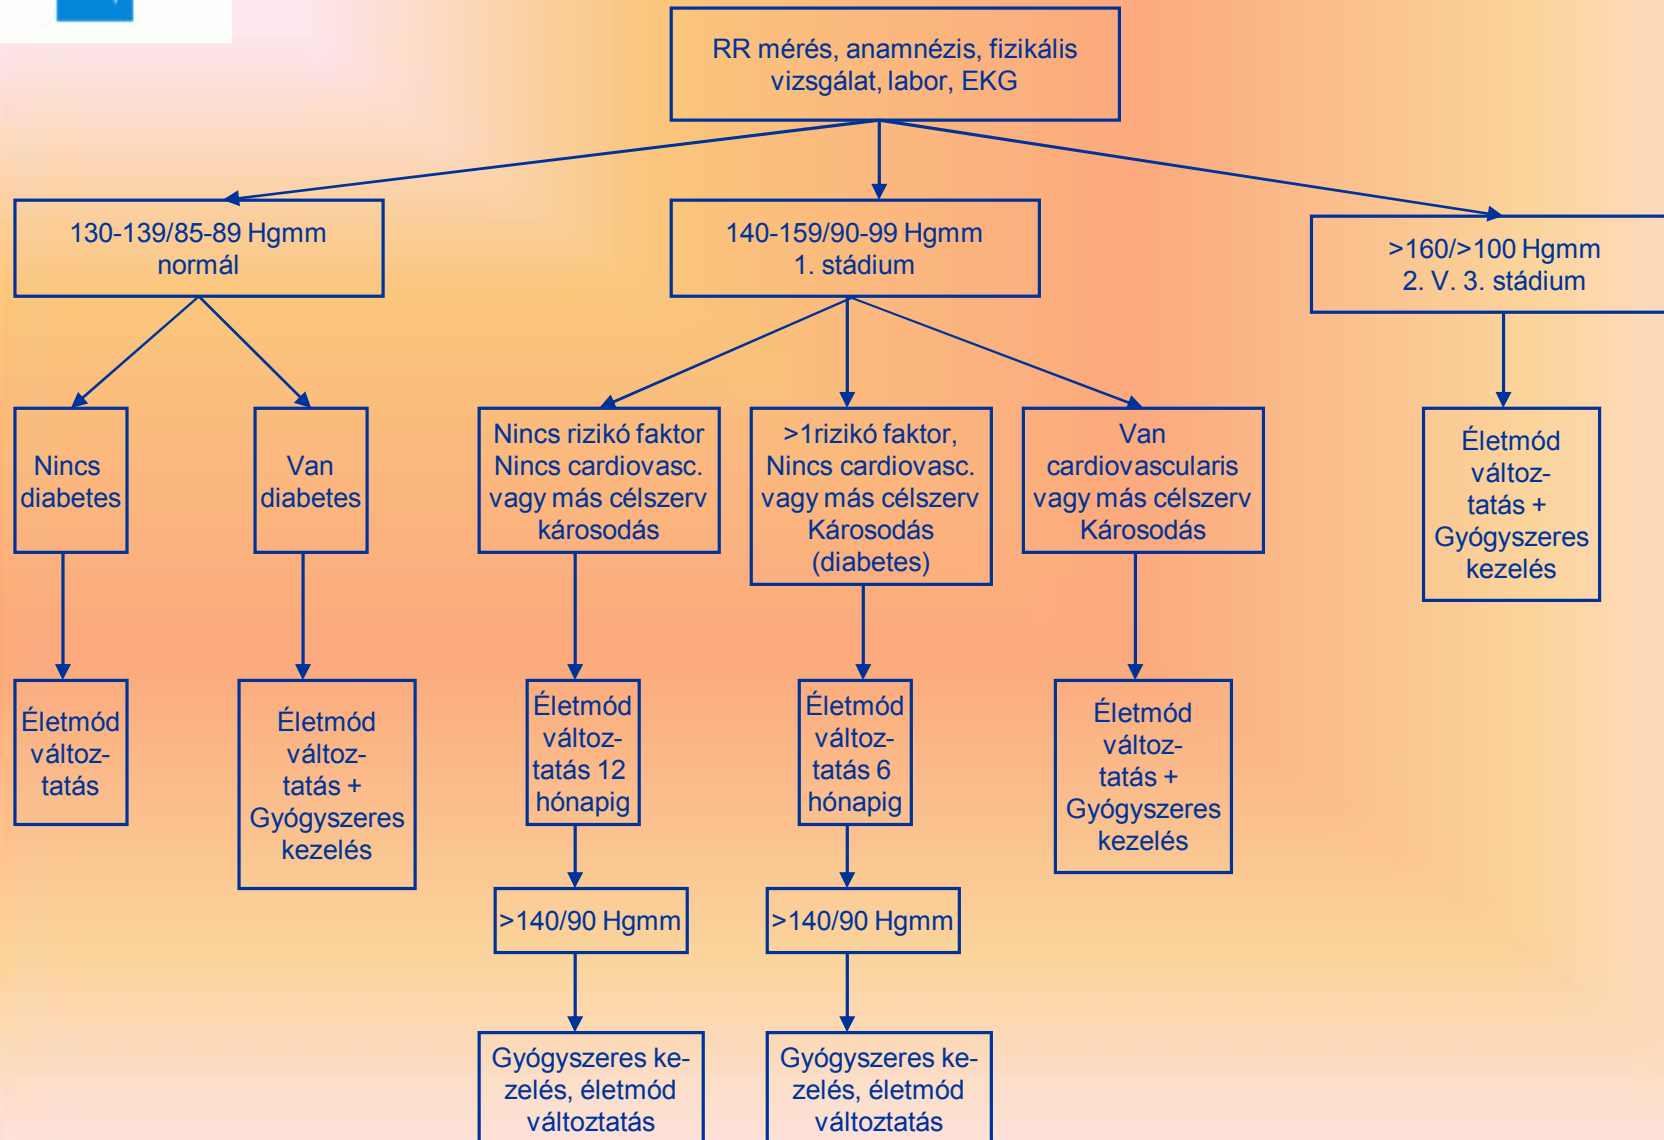 RR mérés, anamnézis, fizikális
vizsgálat, labor, EKG
130-139/85-89 Hgmm
normál
140-159/90-99 Hgmm
1. stádium
>160/>100 Hgmm
2. V. 3. stádium
Nincs
diabetes
Van
diabetes
Nincs rizikó faktor
Nincs cardiovasc.
vagy más célszerv
károsodás
>1rizikó faktor,
Nincs cardiovasc.
vagy más célszerv
Károsodás
(diabetes)
Van
cardiovascularis
vagy más célszerv
Károsodás
Életmód
változ-
tatás +
Gyógyszeres
kezelés
Életmód
változ-
tatás
Életmód
változ-
tatás +
Gyógyszeres
kezelés
Életmód
változ-
tatás 12
hónapig
Életmód
változ-
tatás 6
hónapig
Életmód
változ-
tatás +
Gyógyszeres
kezelés
>140/90 Hgmm
>140/90 Hgmm
Gyógyszeres ke-
zelés, életmód
változtatás
Gyógyszeres ke-
zelés, életmód
változtatás